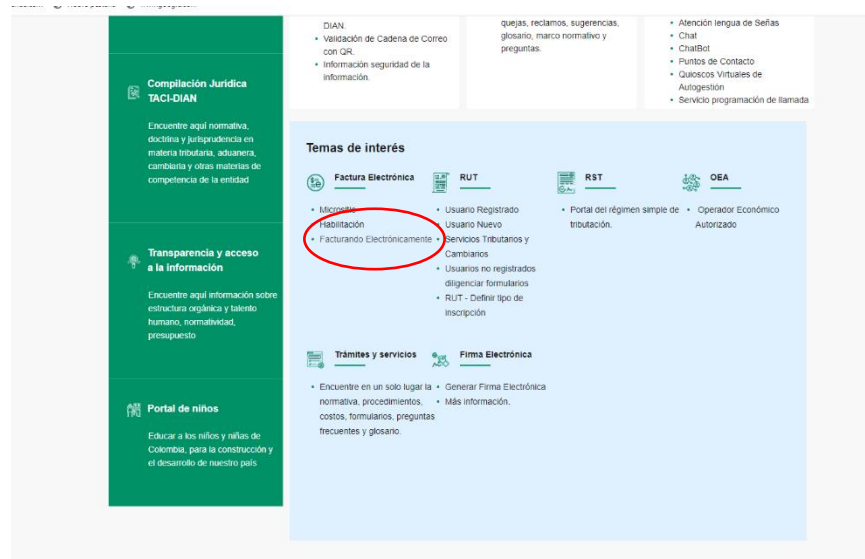 DIAN.
• Validación de Cadena de Correo
con QR.
• Información seguridad de la
información.
quejas, reclamos, sugerencias,
glosario, marco normativo y
preguntas.
• Atención lengua de Señas
• Chat
• ChatBot
• Puntos de Contacto
• Quioscos Virtuales de
Autogestión
• Servicio programación de llamada
Compilación Jurídica
TACI-DIAN
Encuentre aquí normativa,
doctrina y jurisprudencia en
materia tributaria, aduanera,
cambiaria y otras materias de
competencia de la entidad
Transparencia y acceso
a la información
Encuentre aquí información sobre
estructura orgánica y talento
humano, normatividad,
presupuesto
Portal de niños
Educar a los niños y niñas de
Colombia, para la construcción y
el desarrollo de nuestro país
Temas de interés
Factura Electrónica
• Micrositio
Habilitación
• Facturando Electrónicamente
RUT
• Usuario Registrado
• Usuario Nuevo
• Servicios Tributarios y
Cambiarios
• Usuarios no registrados
diligenciar formularios
• RUT - Definir tipo de
inscripción
RST
• Portal del régimen simple de
tributación.
OEA
• Operador Económico
Autorizado
Trámites y servicios
• Encuentre en un solo lugar la
normativa, procedimientos,
costos, formularios, preguntas
frecuentes y glosario.
Firma Electrónica
• Generar Firma Electrónica
• Más información.